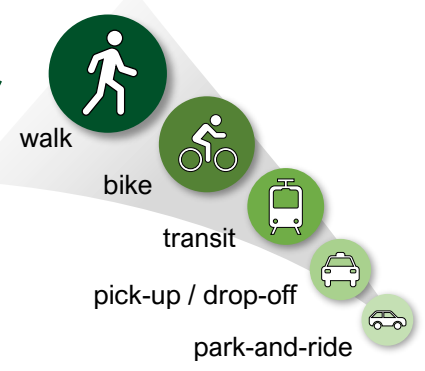 walk
bike
transit
pick-up / drop-off
park-and-ride